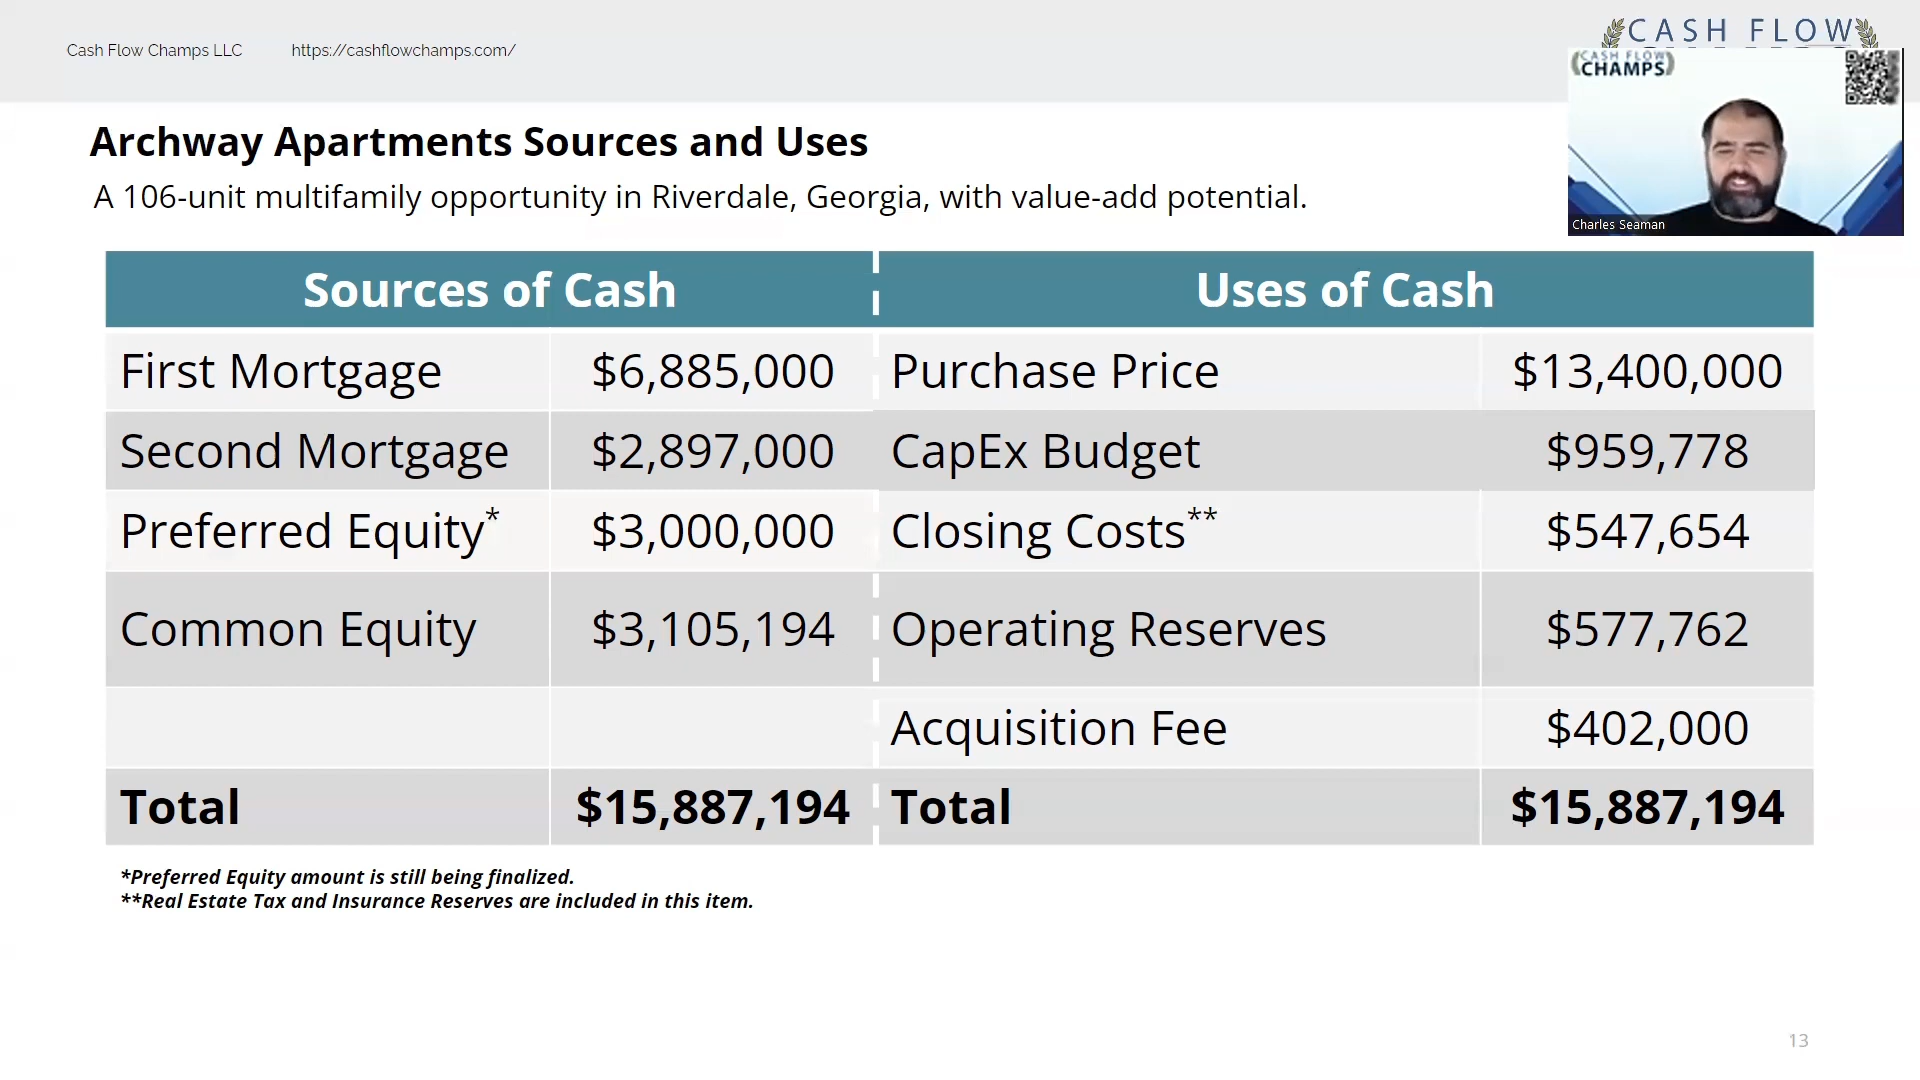 Cash Flow Champs LLC https://cashflowchamps.com/
CASH FLOW
CASH FLOW
CHAMPS
Charles Seaman
Archway Apartments Sources and Uses
A 106-unit multifamily opportunity in Riverdale, Georgia, with value-add potential.
Sources of Cash Uses of Cash
First Mortgage $6,885,000 Purchase Price $13,400,000
Second Mortgage $2,897,000 CapEx Budget $959,778
Preferred Equity* $3,000,000 Closing Costs** $547,654
Common Equity $3,105,194 Operating Reserves $577,762
Acquisition Fee $402,000
Total $15,887,194 Total $15,887,194
*Preferred Equity amount is still being finalized.
**Real Estate Tax and Insurance Reserves are included in this item.
13